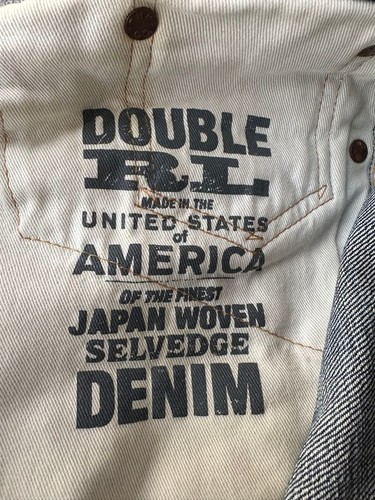 DOUBLE
RL
MADE IN THE
UNITED STATES
of
AMERICA
OF THE FINEST
JAPAN WOVEN
SELVEDGE
DENIM